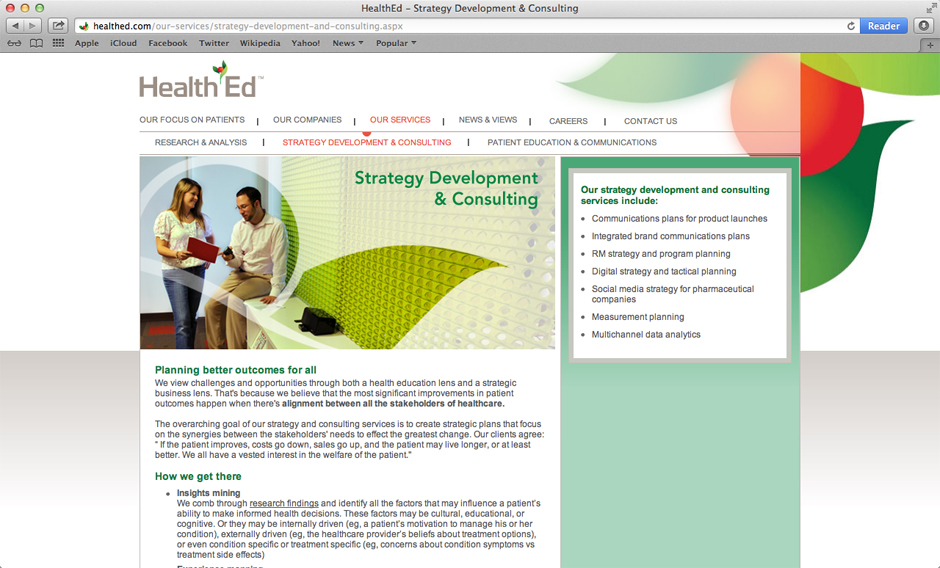 HealthEd – Strategy Development & Consulting
healthed.com/our-services/strategy-development-and-consulting.aspx
Reader
Apple iCloud Facebook Twitter Wikipedia Yahoo! News Popular
HealthEd™
OUR FOCUS ON PATIENTS | OUR COMPANIES | OUR SERVICES | NEWS & VIEWS | CAREERS | CONTACT US
RESEARCH & ANALYSIS | STRATEGY DEVELOPMENT & CONSULTING | PATIENT EDUCATION & COMMUNICATIONS
Strategy Development
& Consulting
Planning better outcomes for all
We view challenges and opportunities through both a health education lens and a strategic
business lens. That's because we believe that the most significant improvements in patient
outcomes happen when there's alignment between all the stakeholders of healthcare.
The overarching goal of our strategy and consulting services is to create strategic plans that focus
on the synergies between the stakeholders' needs to effect the greatest change. Our clients agree:
" If the patient improves, costs go down, sales go up, and the patient may live longer, or at least
better. We all have a vested interest in the welfare of the patient."
How we get there
• Insights mining
We comb through research findings and identify all the factors that may influence a patient's
ability to make informed health decisions. These factors may be cultural, educational, or
cognitive. Or they may be internally driven (eg, a patient's motivation to manage his or her
condition), externally driven (eg, the healthcare provider's beliefs about treatment options),
or even condition specific or treatment specific (eg, concerns about condition symptoms vs
treatment side effects)
Our strategy development and consulting
services include:
• Communications plans for product launches
• Integrated brand communications plans
• RM strategy and program planning
• Digital strategy and tactical planning
• Social media strategy for pharmaceutical
companies
• Measurement planning
• Multichannel data analytics